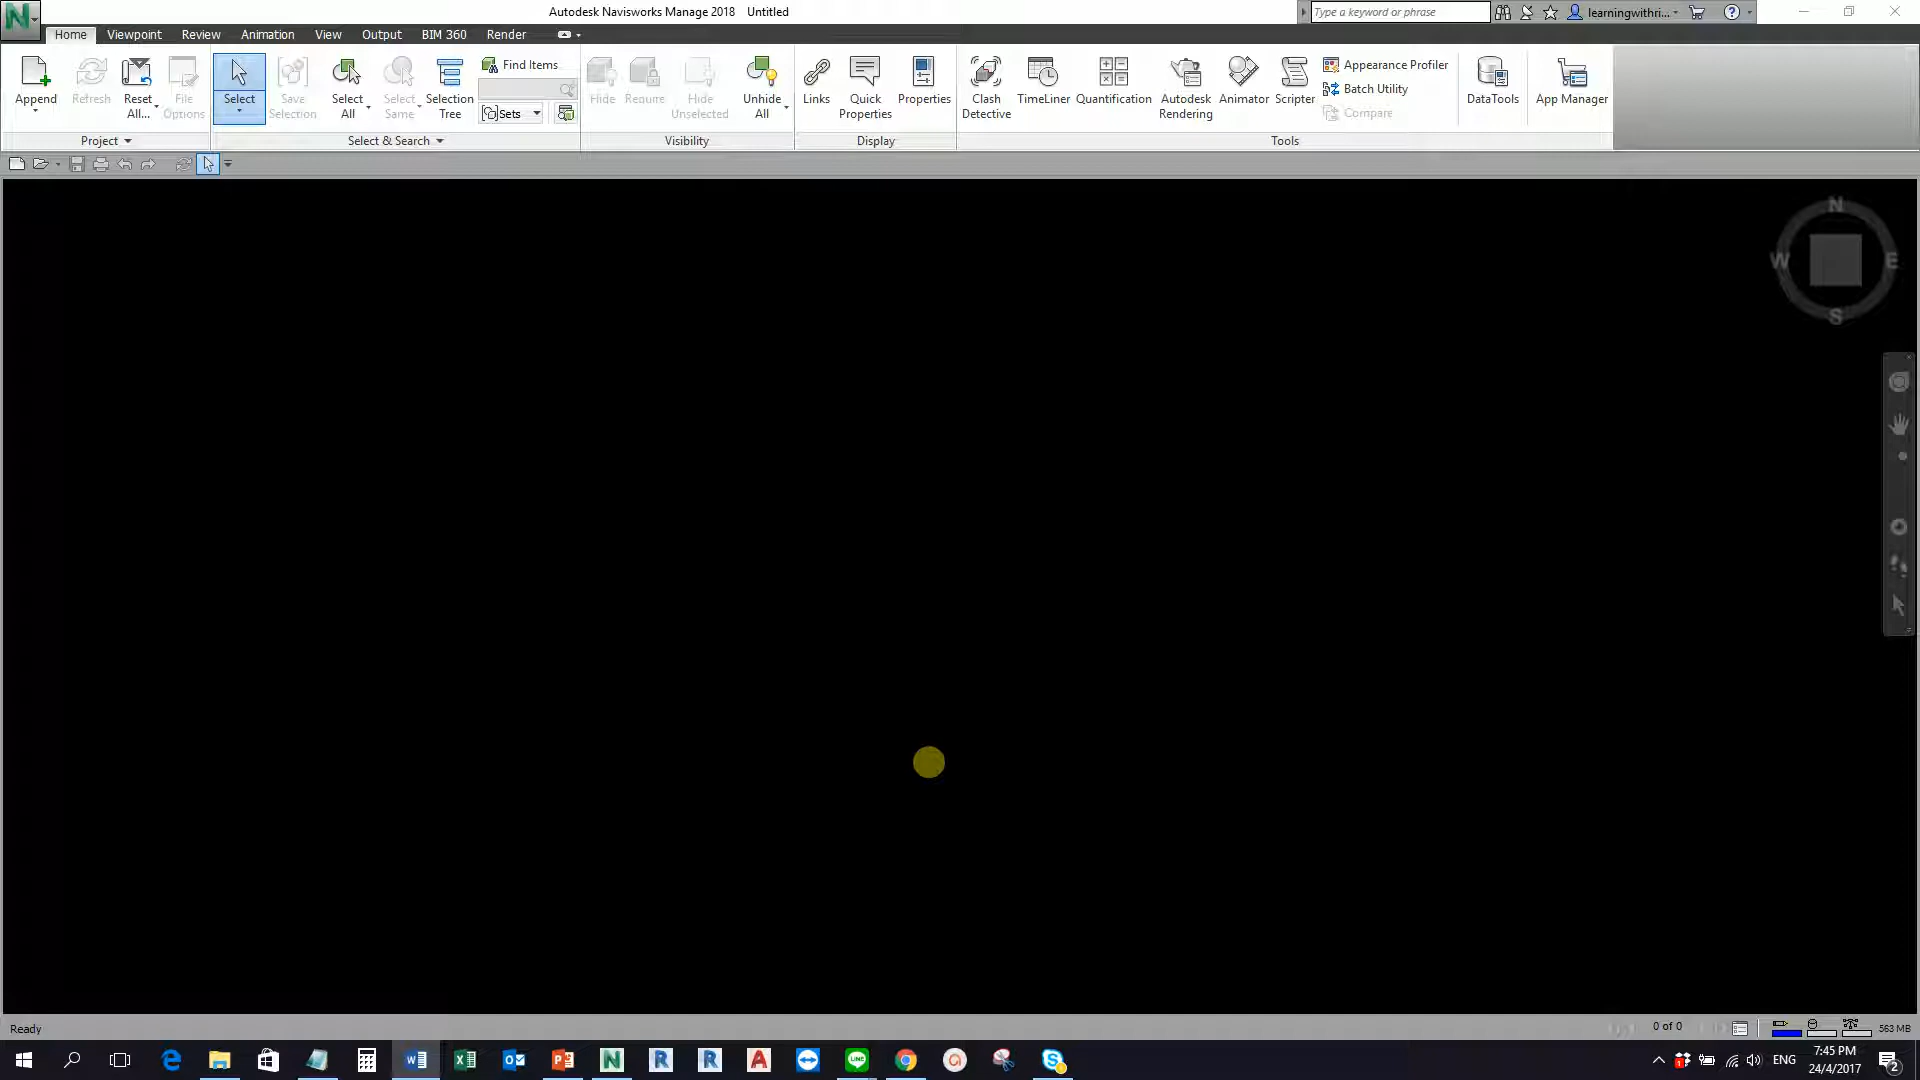 Autodesk Navisworks Manage 2018 Untitled
Type a keyword or phrase
learningwithri...
Home Viewpoint Review Animation View Output BIM 360 Render
Append
Refresh
Reset All...
File Options
Select
Save Selection
Select All
Select Same
Selection Tree
Find Items
Sets
Hide
Require
Hide Unselected
Unhide All
Links
Quick Properties
Properties
Clash Detective
TimeLiner
Quantification
Autodesk Rendering
Animator
Scripter
Appearance Profiler
Batch Utility
Compare
DataTools
App Manager
Project
Select & Search
Visibility
Display
Tools
N
W
E
S
Ready
0 of 0
563 MB
ENG
7:45 PM
24/4/2017
2